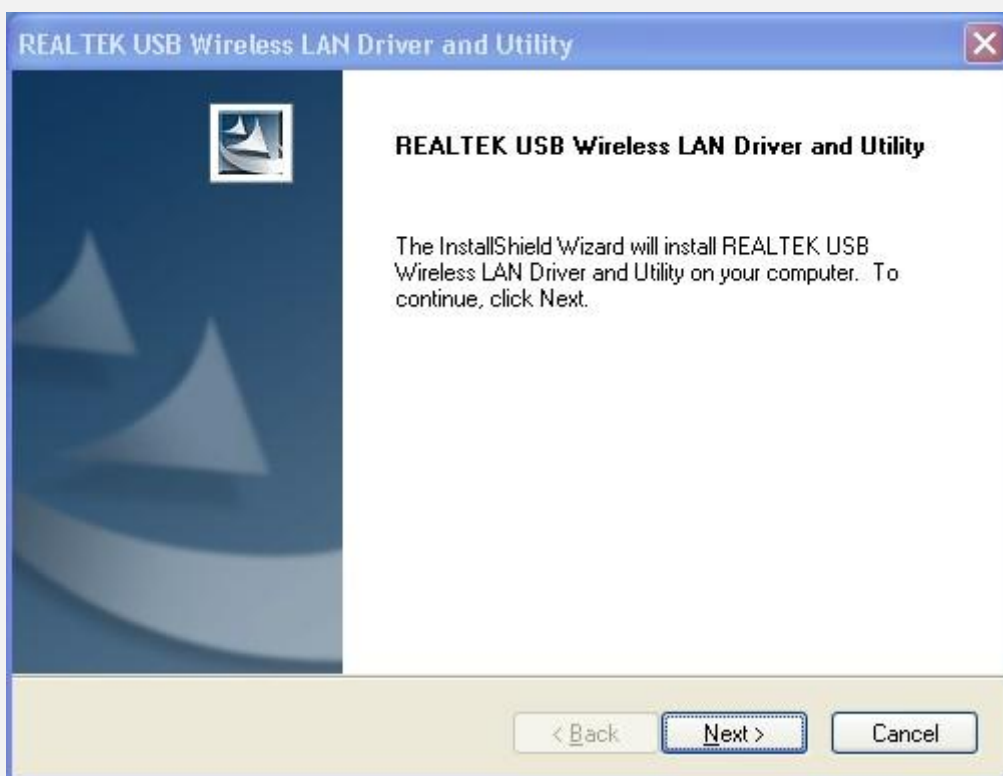 REALTEK USB Wireless LAN Driver and Utility
REALTEK USB Wireless LAN Driver and Utility
The InstallShield Wizard will install REALTEK USB
Wireless LAN Driver and Utility on your computer.  To
continue, click Next.
< Back
Next >
Cancel